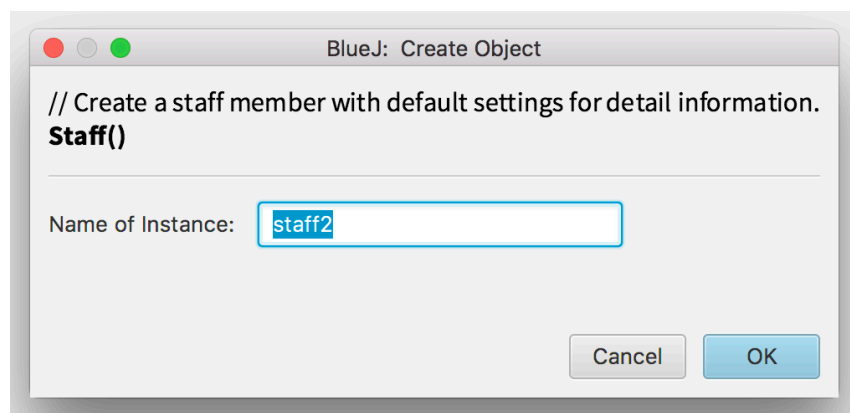 BlueJ: Create Object
// Create a staff member with default settings for detail information.
Staff()
Name of Instance: staff2
Cancel OK